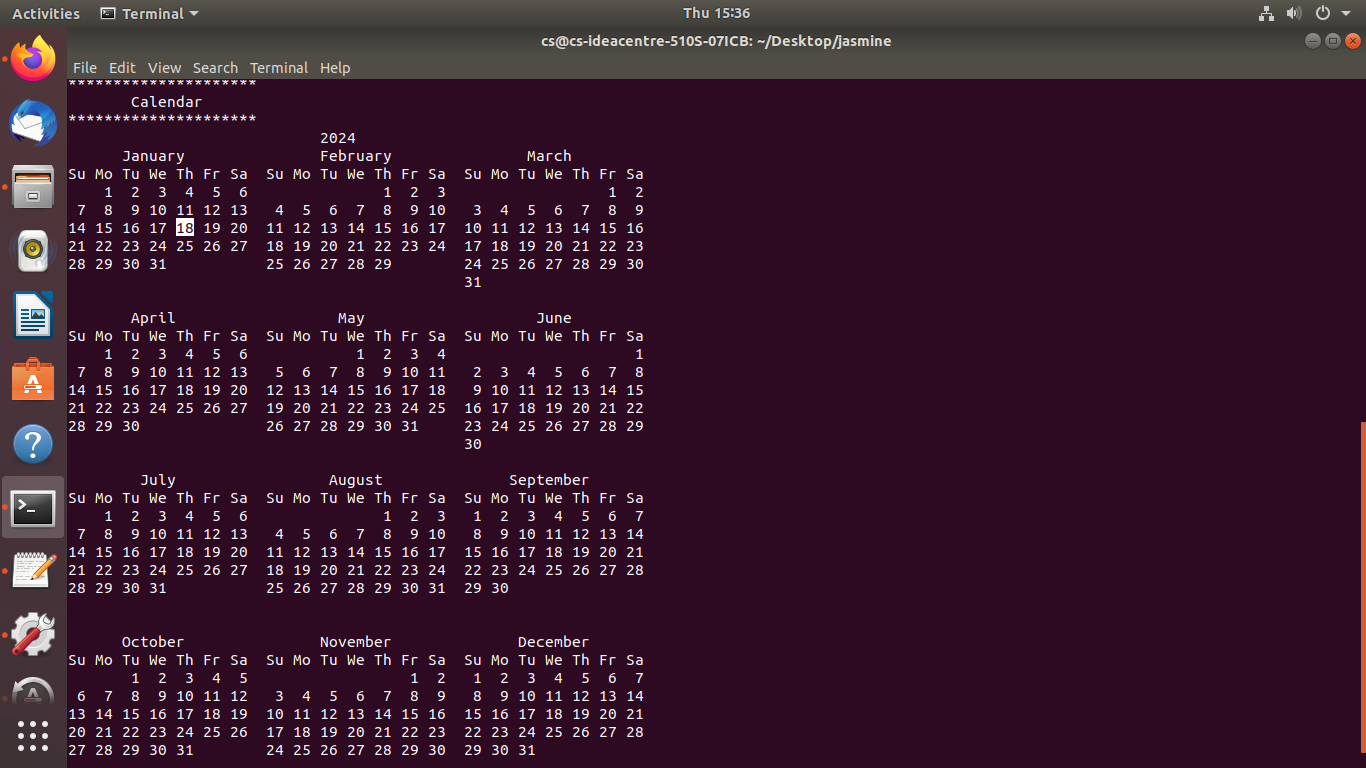 Activities Terminal Thu 15:36
cs@cs-ideacentre-510S-07ICB: ~/Desktop/jasmine
File Edit View Search Terminal Help
*********************
       Calendar
*********************
                            2024
      January               February               March
Su Mo Tu We Th Fr Sa  Su Mo Tu We Th Fr Sa  Su Mo Tu We Th Fr Sa
    1  2  3  4  5  6               1  2  3                  1  2
 7  8  9 10 11 12 13   4  5  6  7  8  9 10   3  4  5  6  7  8  9
14 15 16 17 18 19 20  11 12 13 14 15 16 17  10 11 12 13 14 15 16
21 22 23 24 25 26 27  18 19 20 21 22 23 24  17 18 19 20 21 22 23
28 29 30 31           25 26 27 28 29        24 25 26 27 28 29 30
                                            31
       April                  May                   June
Su Mo Tu We Th Fr Sa  Su Mo Tu We Th Fr Sa  Su Mo Tu We Th Fr Sa
    1  2  3  4  5  6            1  2  3  4                     1
 7  8  9 10 11 12 13   5  6  7  8  9 10 11   2  3  4  5  6  7  8
14 15 16 17 18 19 20  12 13 14 15 16 17 18   9 10 11 12 13 14 15
21 22 23 24 25 26 27  19 20 21 22 23 24 25  16 17 18 19 20 21 22
28 29 30              26 27 28 29 30 31     23 24 25 26 27 28 29
                                            30
        July                 August              September
Su Mo Tu We Th Fr Sa  Su Mo Tu We Th Fr Sa  Su Mo Tu We Th Fr Sa
    1  2  3  4  5  6               1  2  3   1  2  3  4  5  6  7
 7  8  9 10 11 12 13   4  5  6  7  8  9 10   8  9 10 11 12 13 14
14 15 16 17 18 19 20  11 12 13 14 15 16 17  15 16 17 18 19 20 21
21 22 23 24 25 26 27  18 19 20 21 22 23 24  22 23 24 25 26 27 28
28 29 30 31           25 26 27 28 29 30 31  29 30
      October               November              December
Su Mo Tu We Th Fr Sa  Su Mo Tu We Th Fr Sa  Su Mo Tu We Th Fr Sa
       1  2  3  4  5                  1  2   1  2  3  4  5  6  7
 6  7  8  9 10 11 12   3  4  5  6  7  8  9   8  9 10 11 12 13 14
13 14 15 16 17 18 19  10 11 12 13 14 15 16  15 16 17 18 19 20 21
20 21 22 23 24 25 26  17 18 19 20 21 22 23  22 23 24 25 26 27 28
27 28 29 30 31        24 25 26 27 28 29 30  29 30 31